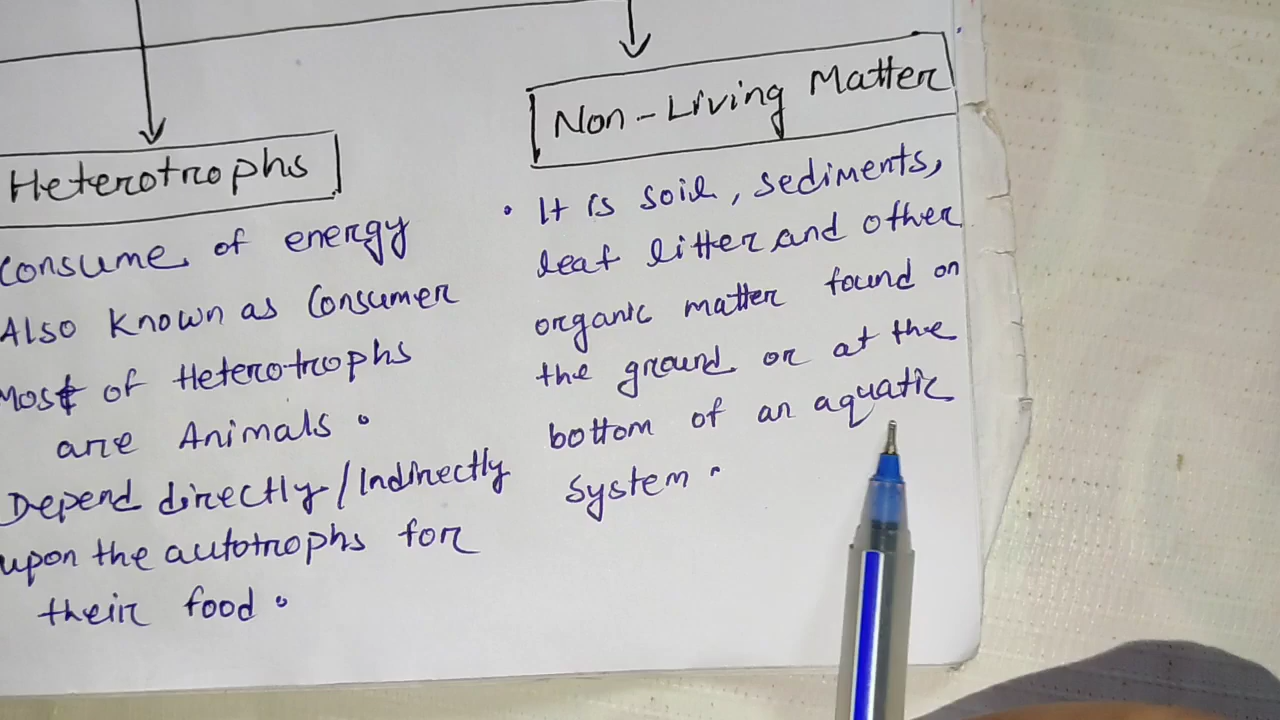 Heterotrophs
Consume of energy
Also Known as Consumer
Most of Heterotrophs
are Animals.
Depend directly/Indirectly
upon the autotrophs for
their food.
Non-Living Matter
• It is soil, sediments,
leaf litter and other
organic matter found on
the ground or at the
bottom of an aquatic
system.